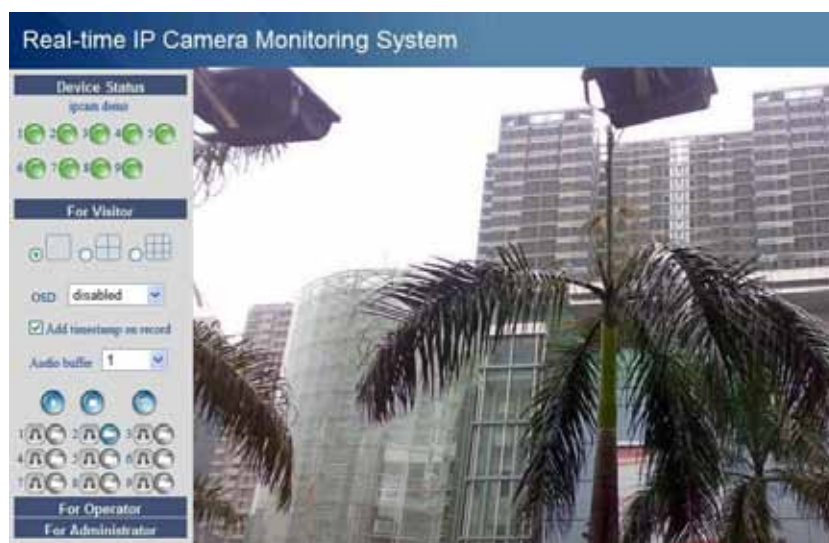 Real-time IP Camera Monitoring System
Device Status
ipcam demo
1 2 3 4 5
6 7 8 9
For Visitor
OSD disabled
Add timestamp on record
Audio buffer 1
1 2 3
4 5 6
7 8 9
For Operator
For Administrator